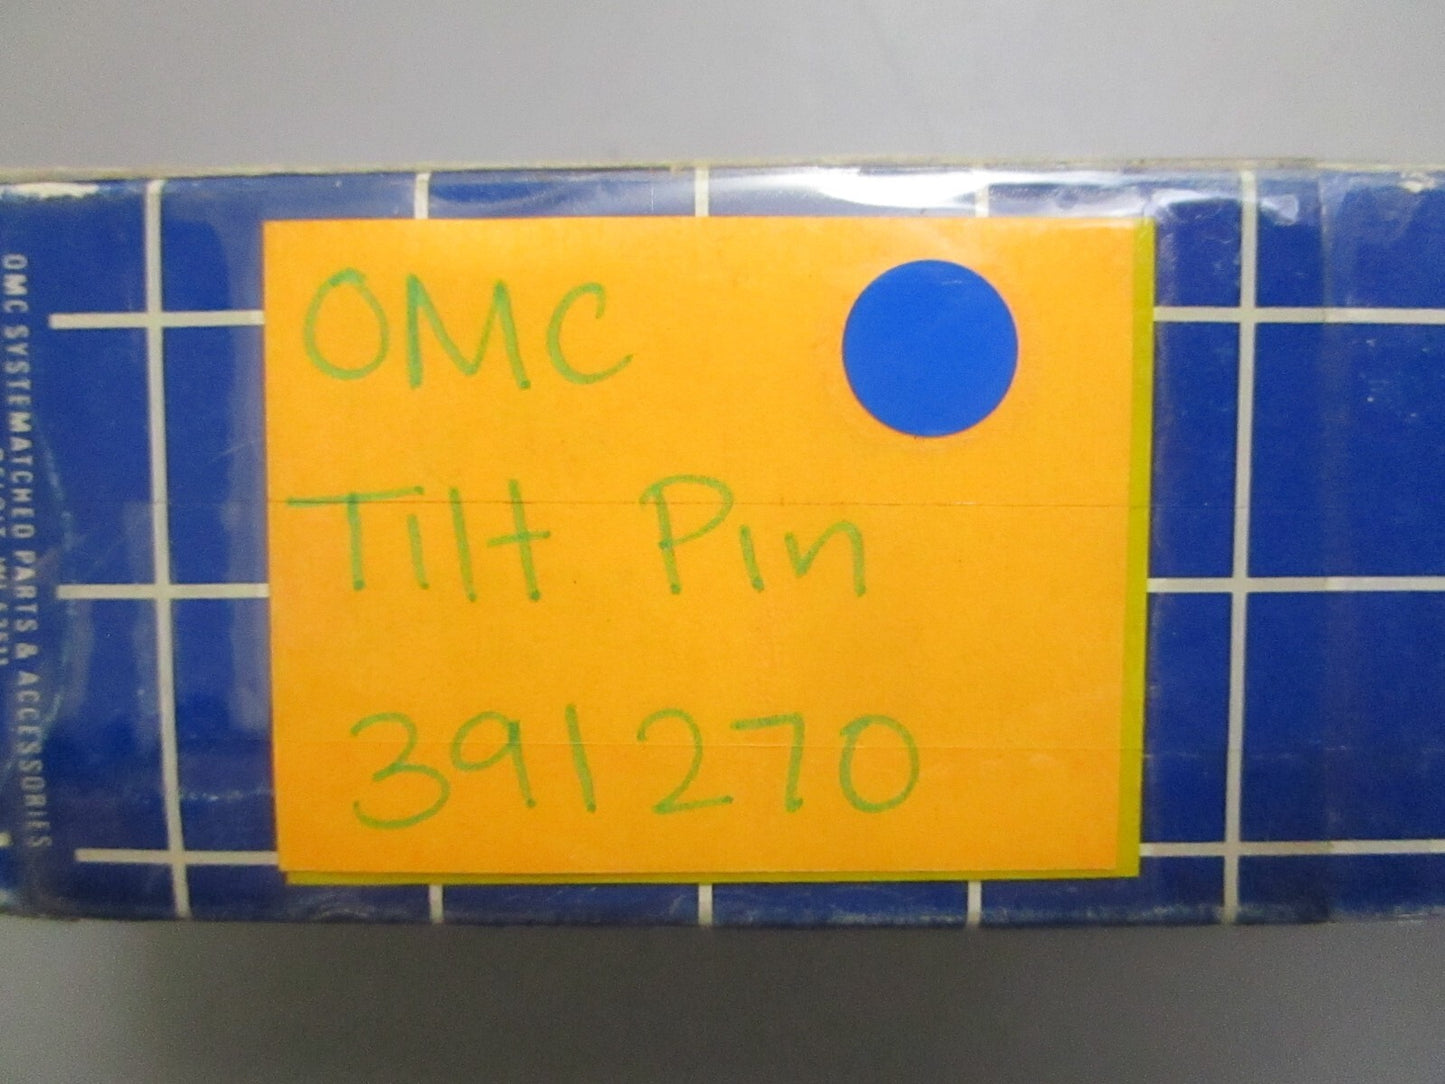 OMC
Tilt Pin
391270
OMC SYSTEMATCHED PARTS & ACCESSORIES